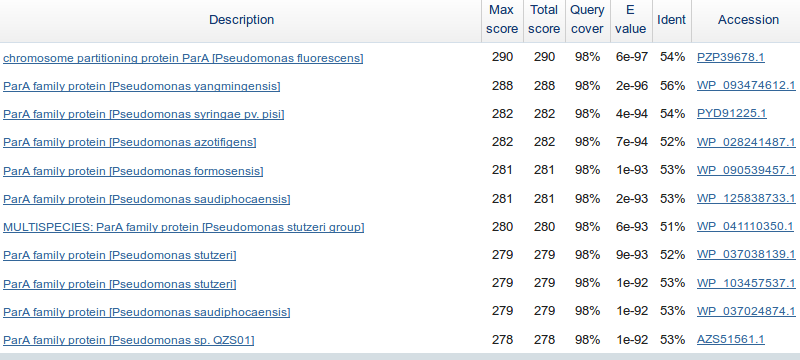 Description Max score Total score Query cover E value Ident Accession
chromosome partitioning protein ParA [Pseudomonas fluorescens] 290 290 98% 6e-97 54% PZP39678.1
ParA family protein [Pseudomonas yangmingensis] 288 288 98% 2e-96 56% WP_093474612.1
ParA family protein [Pseudomonas syringae pv. pisi] 282 282 98% 4e-94 54% PYD91225.1
ParA family protein [Pseudomonas azotifigens] 282 282 98% 7e-94 52% WP_028241487.1
ParA family protein [Pseudomonas formosensis] 281 281 98% 1e-93 53% WP_090539457.1
ParA family protein [Pseudomonas saudiphocaensis] 281 281 98% 2e-93 53% WP_125838733.1
MULTISPECIES: ParA family protein [Pseudomonas stutzeri group] 280 280 98% 6e-93 51% WP_041110350.1
ParA family protein [Pseudomonas stutzeri] 279 279 98% 9e-93 52% WP_037038139.1
ParA family protein [Pseudomonas stutzeri] 279 279 98% 1e-92 53% WP_103457537.1
ParA family protein [Pseudomonas saudiphocaensis] 279 279 98% 1e-92 53% WP_037024874.1
ParA family protein [Pseudomonas sp. QZS01] 278 278 98% 1e-92 53% AZS51561.1